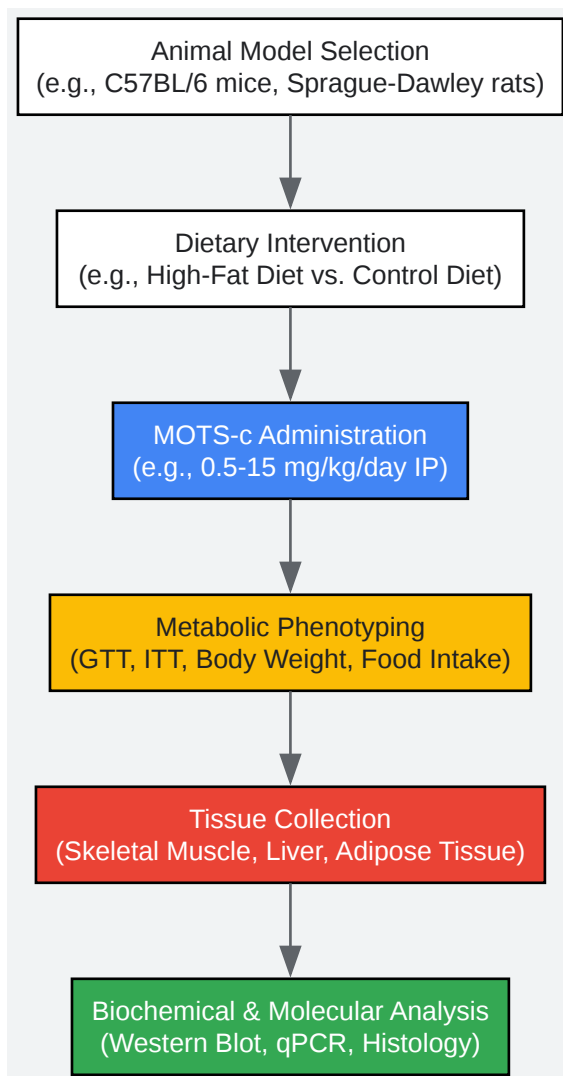 Animal Model Selection
(e.g., C57BL/6 mice, Sprague-Dawley rats)
Dietary Intervention
(e.g., High-Fat Diet vs. Control Diet)
MOTS-c Administration
(e.g., 0.5-15 mg/kg/day IP)
Metabolic Phenotyping
(GTT, ITT, Body Weight, Food Intake)
Tissue Collection
(Skeletal Muscle, Liver, Adipose Tissue)
Biochemical & Molecular Analysis
(Western Blot, qPCR, Histology)